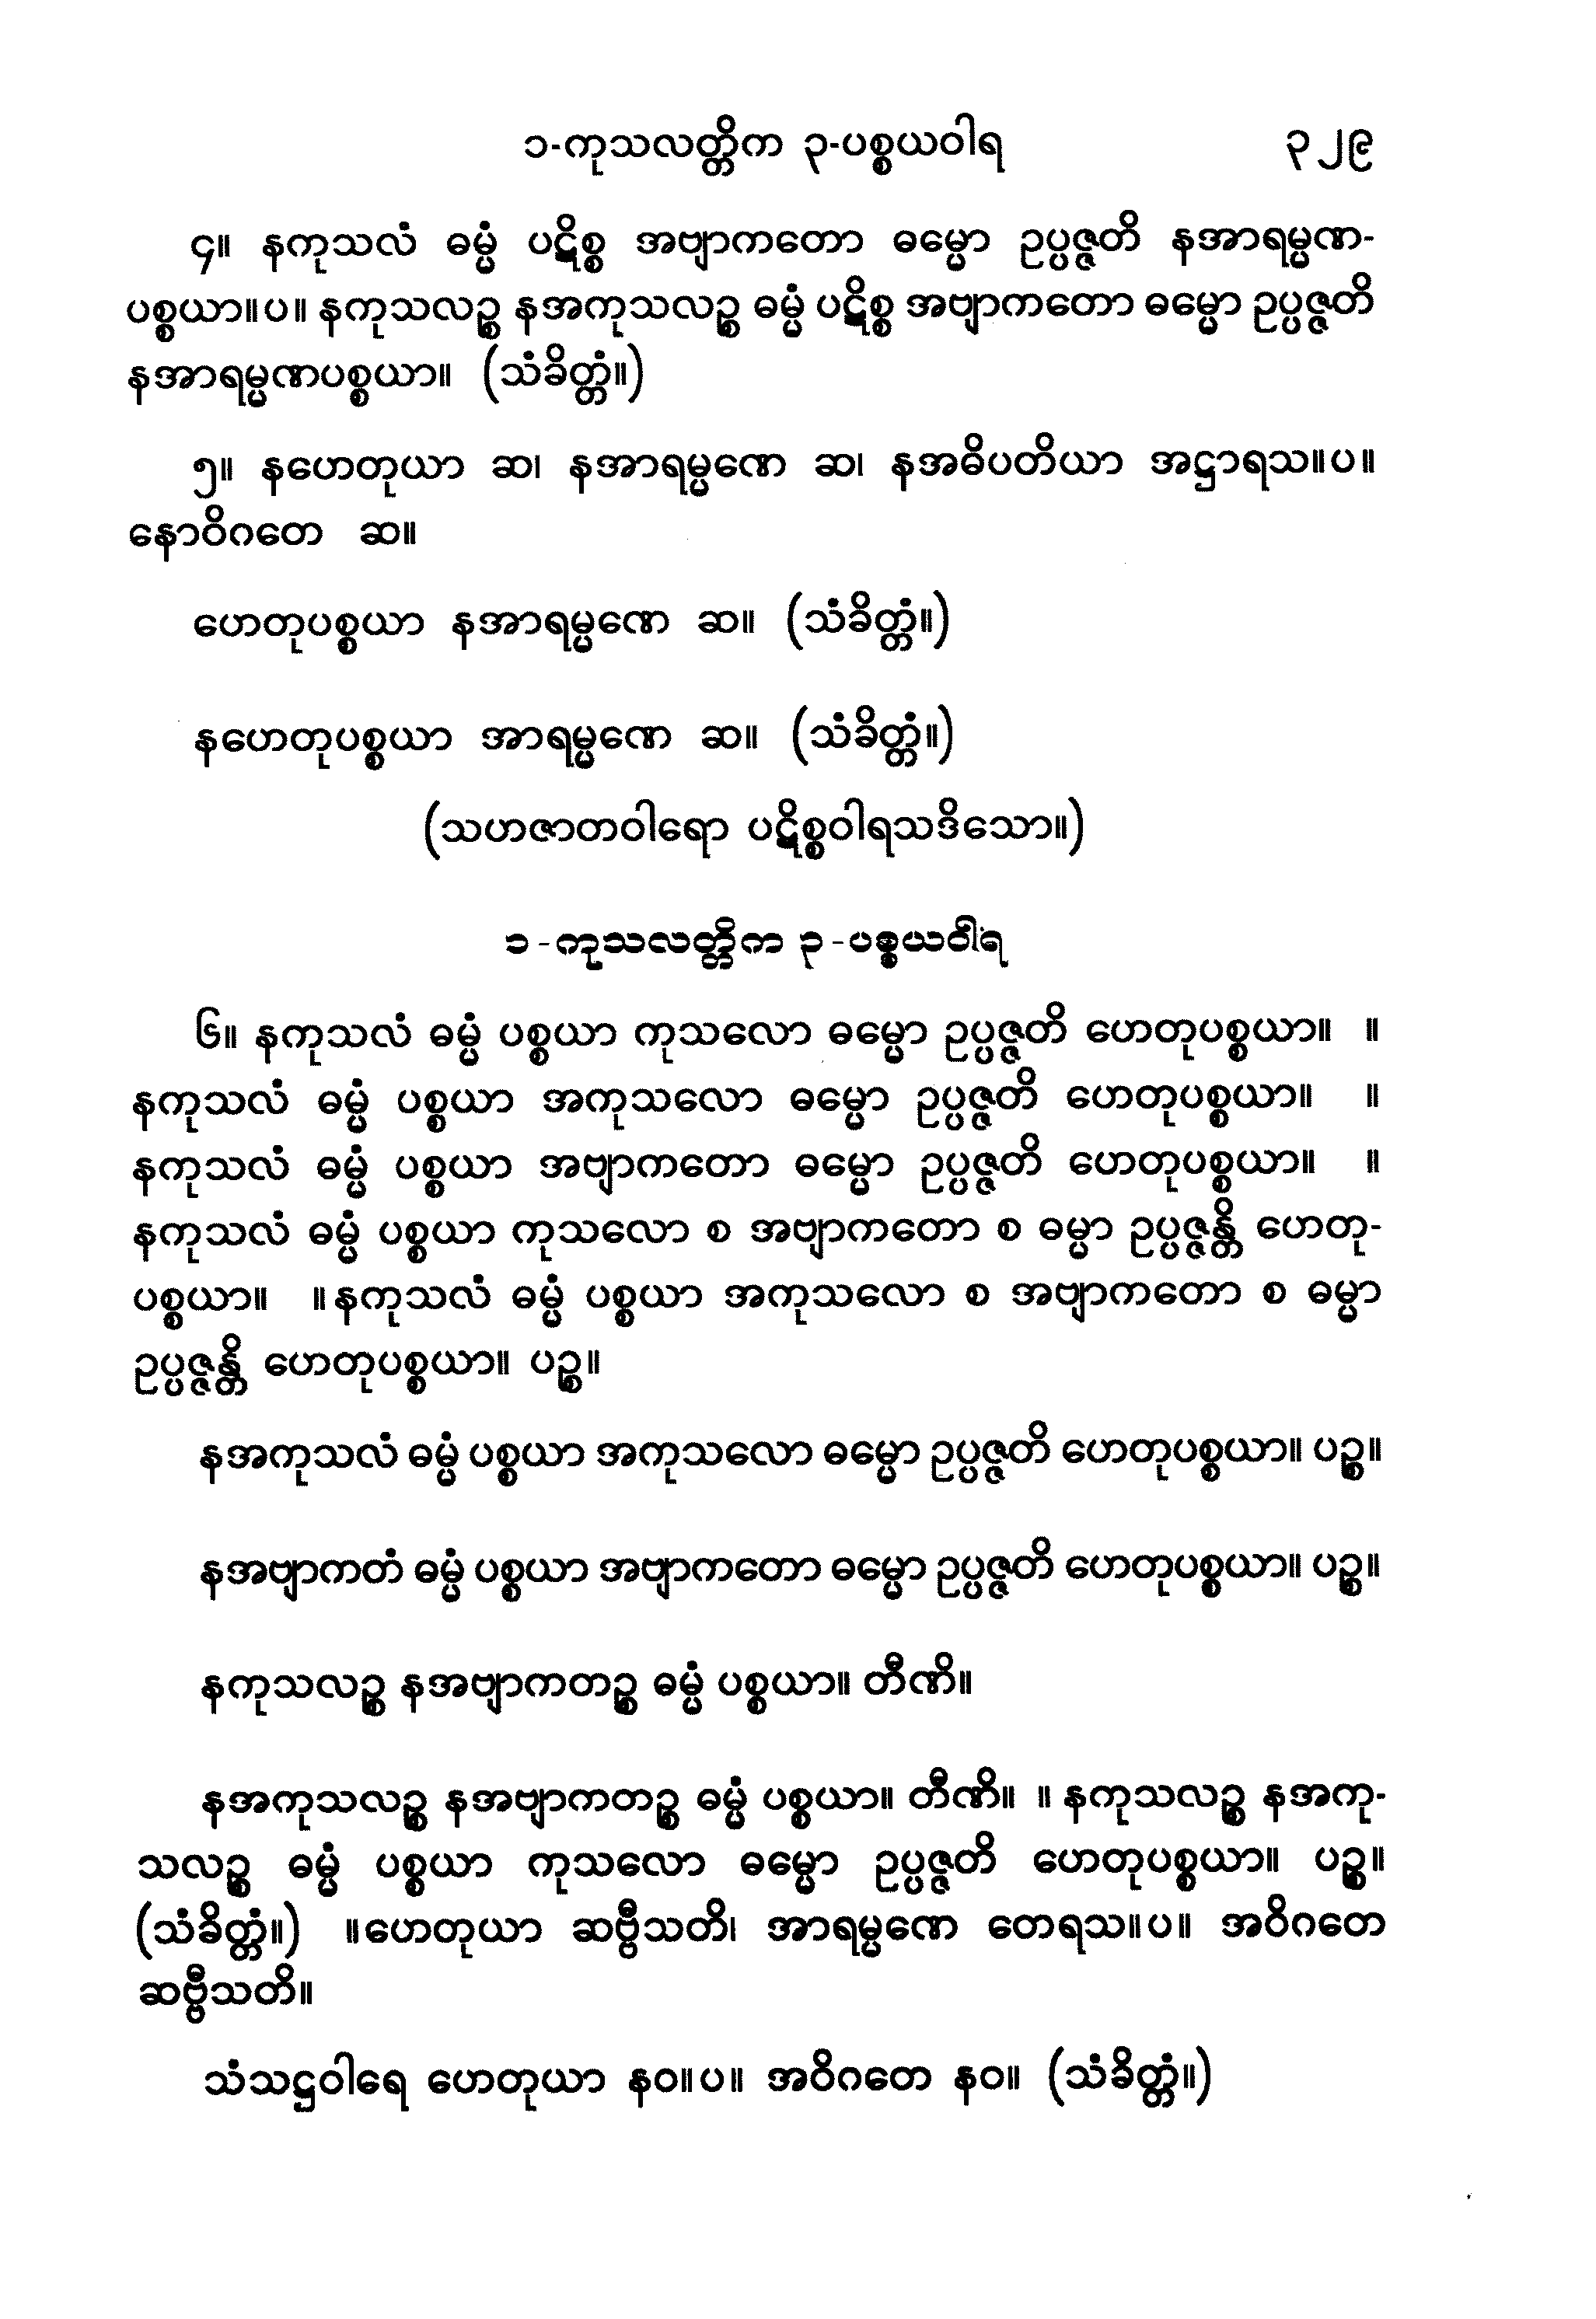 ၁-ကုသလတ္တိက ၃-ပစ္စယဝါရ ၃၂၉
၄။ နကုသလံ ဓမ္မံ ပဋိစ္စ အဗျာကတော ဓမ္မော ဥပ္ပဇ္ဇတိ နအာရမ္မဏ-
ပစ္စယာ။ပ။ နကုသလဉ္စ နအကုသလဉ္စ ဓမ္မံ ပဋိစ္စ အဗျာကတော ဓမ္မော ဥပ္ပဇ္ဇတိ
နအာရမ္မဏပစ္စယာ။ (သံခိတ္တံ။)
၅။ နဟေတုယာ ဆ၊ နအာရမ္မဏေ ဆ၊ နအဓိပတိယာ အဋ္ဌာရသ။ပ။
နောဝိဂတေ ဆ။
ဟေတုပစ္စယာ နအာရမ္မဏေ ဆ။ (သံခိတ္တံ။)
နဟေတုပစ္စယာ အာရမ္မဏေ ဆ။ (သံခိတ္တံ။)
(သဟဇာတဝါရော ပဋိစ္စဝါရသဒိသော။)
၁-ကုသလတ္တိက ၃-ပစ္စယဝါရ
၆။ နကုသလံ ဓမ္မံ ပစ္စယာ ကုသလော ဓမ္မော ဥပ္ပဇ္ဇတိ ဟေတုပစ္စယာ။ ။
နကုသလံ ဓမ္မံ ပစ္စယာ အကုသလော ဓမ္မော ဥပ္ပဇ္ဇတိ ဟေတုပစ္စယာ။ ။
နကုသလံ ဓမ္မံ ပစ္စယာ အဗျာကတော ဓမ္မော ဥပ္ပဇ္ဇတိ ဟေတုပစ္စယာ။ ။
နကုသလံ ဓမ္မံ ပစ္စယာ ကုသလော စ အဗျာကတော စ ဓမ္မာ ဥပ္ပဇ္ဇန္တိ ဟေတု-
ပစ္စယာ။ ။နကုသလံ ဓမ္မံ ပစ္စယာ အကုသလော စ အဗျာကတော စ ဓမ္မာ
ဥပ္ပဇ္ဇန္တိ ဟေတုပစ္စယာ။ ပဉ္စ။
နအကုသလံ ဓမ္မံ ပစ္စယာ အကုသလော ဓမ္မော ဥပ္ပဇ္ဇတိ ဟေတုပစ္စယာ။ ပဉ္စ။
နအဗျာကတံ ဓမ္မံ ပစ္စယာ အဗျာကတော ဓမ္မော ဥပ္ပဇ္ဇတိ ဟေတုပစ္စယာ။ ပဉ္စ။
နကုသလဉ္စ နအဗျာကတဉ္စ ဓမ္မံ ပစ္စယာ။ တီဏိ။
နအကုသလဉ္စ နအဗျာကတဉ္စ ဓမ္မံ ပစ္စယာ။ တီဏိ။ ။ နကုသလဉ္စ နအကု-
သလဉ္စ ဓမ္မံ ပစ္စယာ ကုသလော ဓမ္မော ဥပ္ပဇ္ဇတိ ဟေတုပစ္စယာ။ ပဉ္စ။
(သံခိတ္တံ။) ။ဟေတုယာ ဆဗ္ဗီသတိ၊ အာရမ္မဏေ တေရသ။ပ။ အဝိဂတေ
ဆဗ္ဗီသတိ။
သံသဋ္ဌဝါရေ ဟေတုယာ နဝ။ပ။ အဝိဂတေ နဝ။ (သံခိတ္တံ။)